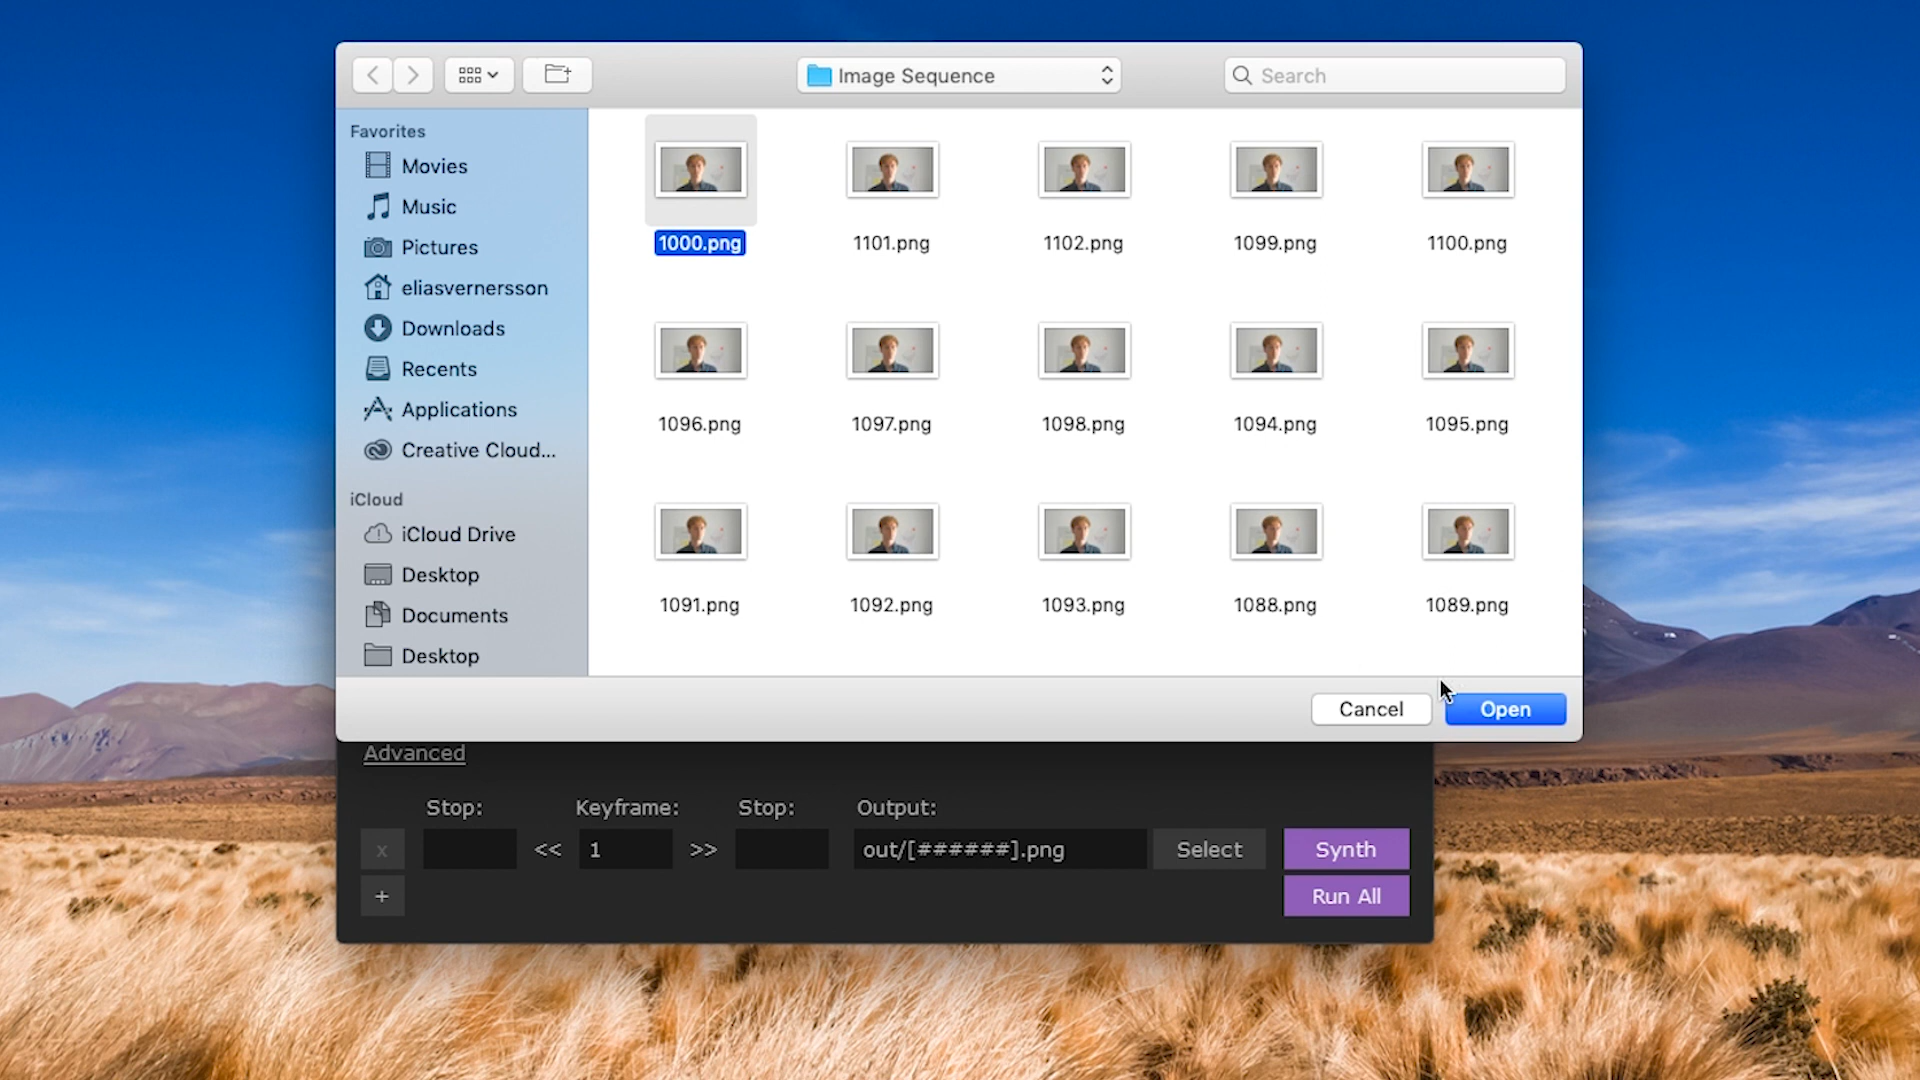 Image Sequence
Search
Favorites
Movies
Music
Pictures
eliasvernersson
Downloads
Recents
Applications
Creative Cloud...
iCloud
iCloud Drive
Desktop
Documents
Desktop
1000.png 1101.png 1102.png 1099.png 1100.png
1096.png 1097.png 1098.png 1094.png 1095.png
1091.png 1092.png 1093.png 1088.png 1089.png
Cancel Open
Advanced
Stop: Keyframe: Stop: Output:
x << 1 >> out/[######].png Select Synth
+ Run All